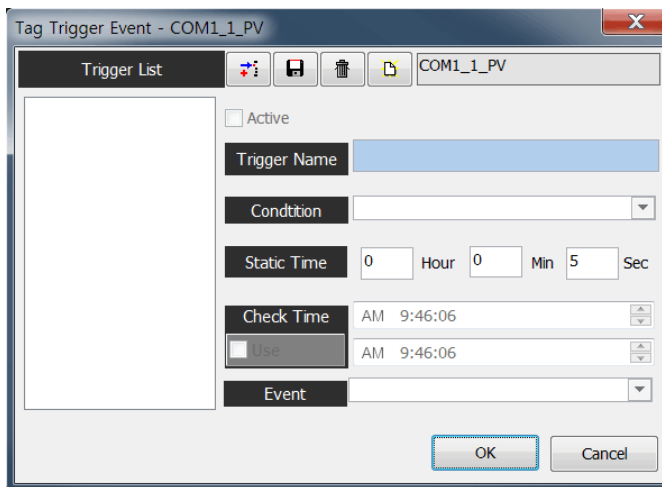 Tag Trigger Event - COM1_1_PV
Trigger List
COM1_1_PV
Active
Trigger Name
Condtition
Static Time 0 Hour 0 Min 5 Sec
Check Time AM 9:46:06
Use AM 9:46:06
Event
OK Cancel